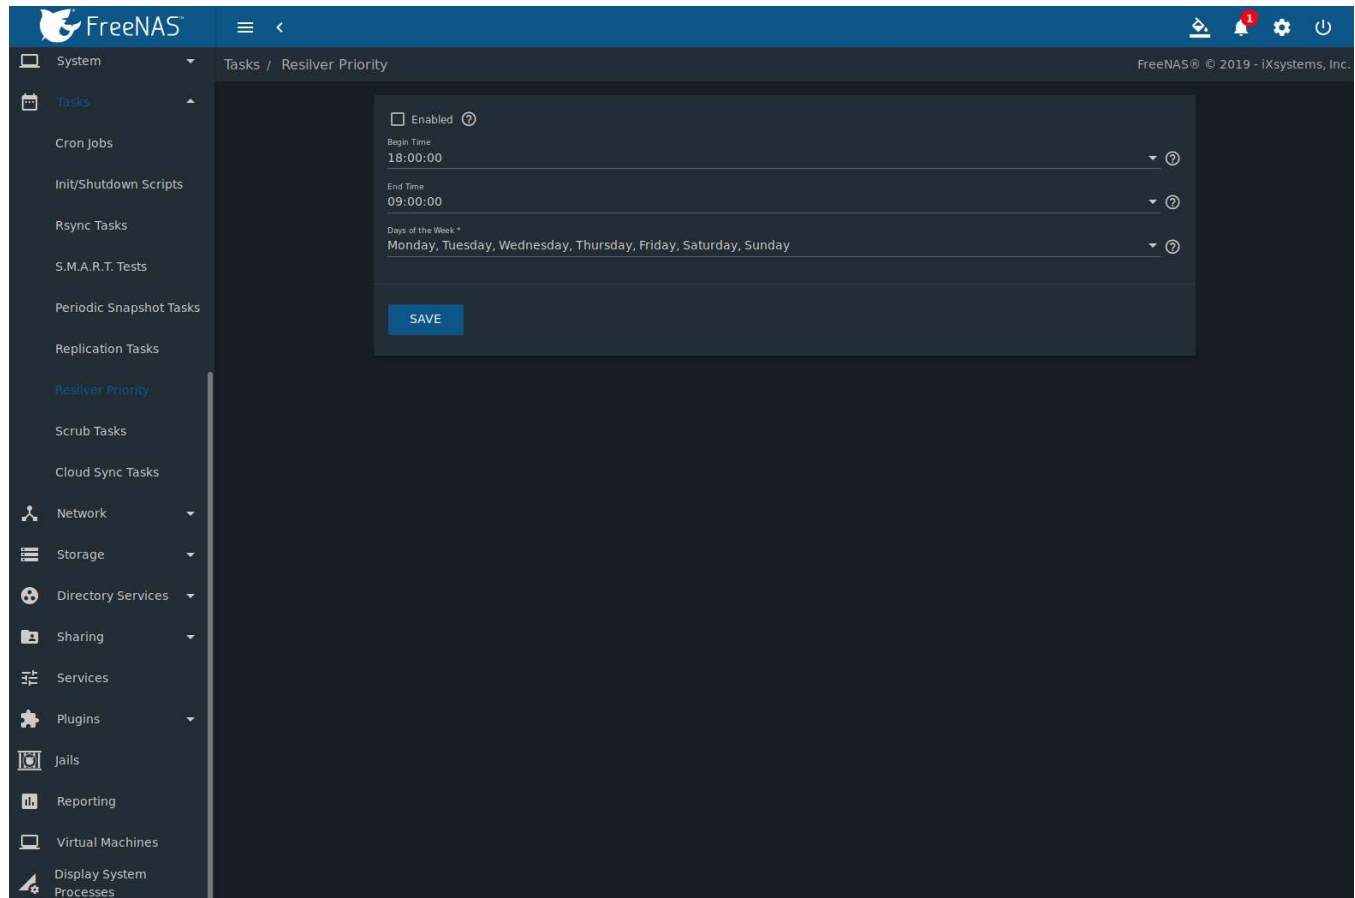 FreeNAS®
1
System
Tasks / Resilver Priority
FreeNAS® © 2019 - iXsystems, Inc.
Tasks
Cron Jobs
Init/Shutdown Scripts
Rsync Tasks
S.M.A.R.T. Tests
Periodic Snapshot Tasks
Replication Tasks
Resilver Priority
Scrub Tasks
Cloud Sync Tasks
Network
Storage
Directory Services
Sharing
Services
Plugins
Jails
Reporting
Virtual Machines
Display System
Processes
Enabled
Begin Time
18:00:00
End Time
09:00:00
Days of the Week *
Monday, Tuesday, Wednesday, Thursday, Friday, Saturday, Sunday
SAVE